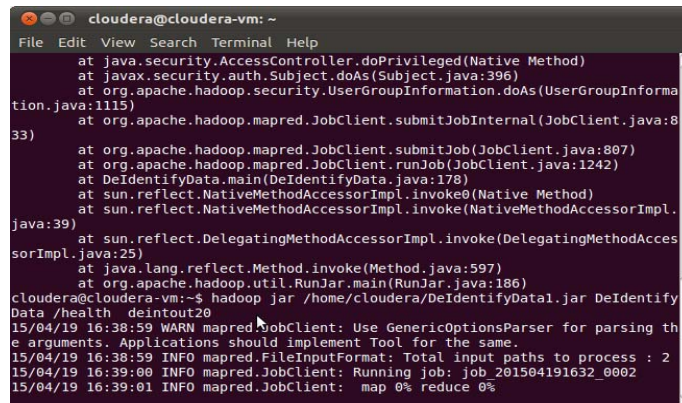 cloudera@cloudera-vm: ~
File Edit View Search Terminal Help
at java.security.AccessController.doPrivileged(Native Method)
at javax.security.auth.Subject.doAs(Subject.java:396)
at org.apache.hadoop.security.UserGroupInformation.doAs(UserGroupInforma
tion.java:1115)
at org.apache.hadoop.mapred.JobClient.submitJobInternal(JobClient.java:8
33)
at org.apache.hadoop.mapred.JobClient.submitJob(JobClient.java:807)
at org.apache.hadoop.mapred.JobClient.runJob(JobClient.java:1242)
at DeIdentifyData.main(DeIdentifyData.java:178)
at sun.reflect.NativeMethodAccessorImpl.invoke0(Native Method)
at sun.reflect.NativeMethodAccessorImpl.invoke(NativeMethodAccessorImpl.
java:39)
at sun.reflect.DelegatingMethodAccessorImpl.invoke(DelegatingMethodAcces
sorImpl.java:25)
at java.lang.reflect.Method.invoke(Method.java:597)
at org.apache.hadoop.util.RunJar.main(RunJar.java:186)
cloudera@cloudera-vm:~$ hadoop jar /home/cloudera/DeIdentifyData1.jar DeIdentify
Data /health deintout20
15/04/19 16:38:59 WARN mapred.JobClient: Use GenericOptionsParser for parsing th
e arguments. Applications should implement Tool for the same.
15/04/19 16:38:59 INFO mapred.FileInputFormat: Total input paths to process : 2
15/04/19 16:39:00 INFO mapred.JobClient: Running job: job_201504191632_0002
15/04/19 16:39:01 INFO mapred.JobClient: map 0% reduce 0%